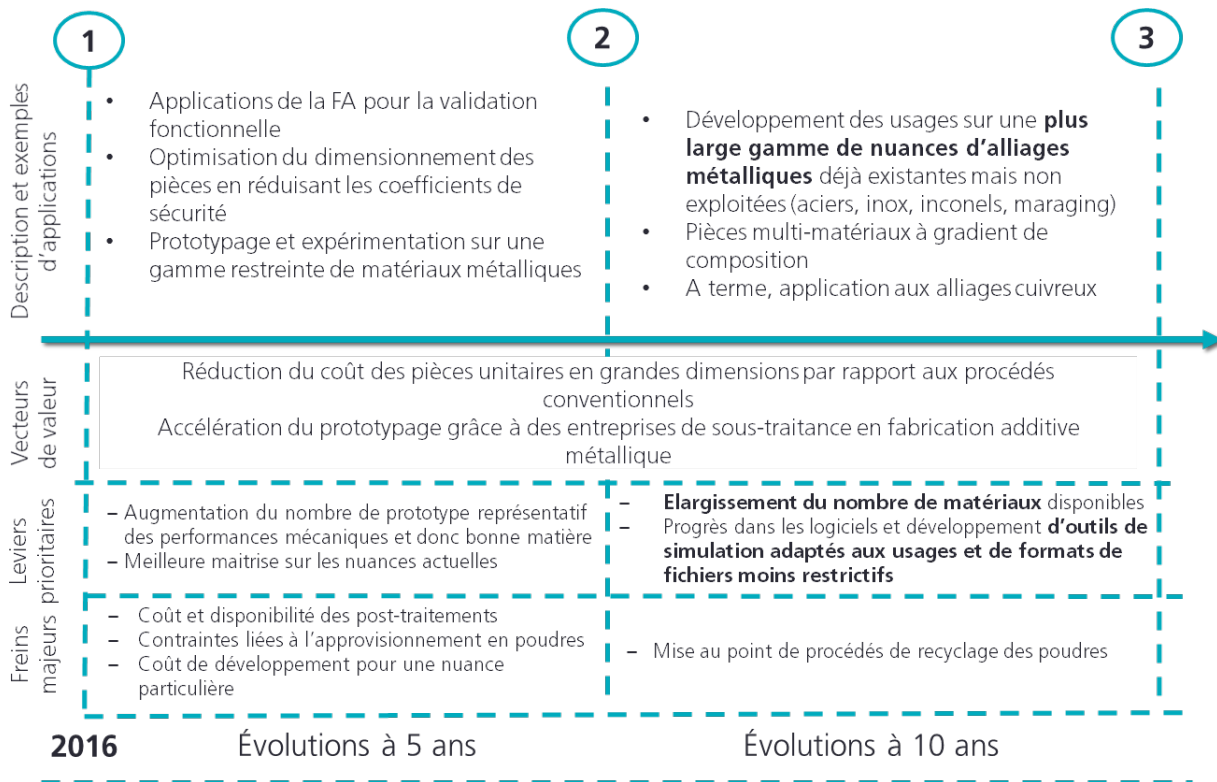 1
2
3
Description et exemples
d’applications
• Applications de la FA pour la validation
fonctionnelle
• Optimisation du dimensionnement des
pièces en réduisant les coefficients de
sécurité
• Prototypage et expérimentation sur une
gamme restreinte de matériaux métalliques
• Développement des usages sur une plus
large gamme de nuances d’alliages
métalliques déjà existantes mais non
exploitées (aciers, inox, inconels, maraging)
• Pièces multi-matériaux à gradient de
composition
• A terme, application aux alliages cuivreux
Vecteurs
de valeur
Réduction du coût des pièces unitaires en grandes dimensions par rapport aux procédés
conventionnels
Accélération du prototypage grâce à des entreprises de sous-traitance en fabrication additive
métallique
Leviers
prioritaires
– Augmentation du nombre de prototype représentatif
des performances mécaniques et donc bonne matière
– Meilleure maitrise sur les nuances actuelles
– Elargissement du nombre de matériaux disponibles
– Progrès dans les logiciels et développement d’outils de
simulation adaptés aux usages et de formats de
fichiers moins restrictifs
Freins
majeurs
– Coût et disponibilité des post-traitements
– Contraintes liées à l’approvisionnement en poudres
– Coût de développement pour une nuance
particulière
– Mise au point de procédés de recyclage des poudres
2016
Évolutions à 5 ans
Évolutions à 10 ans